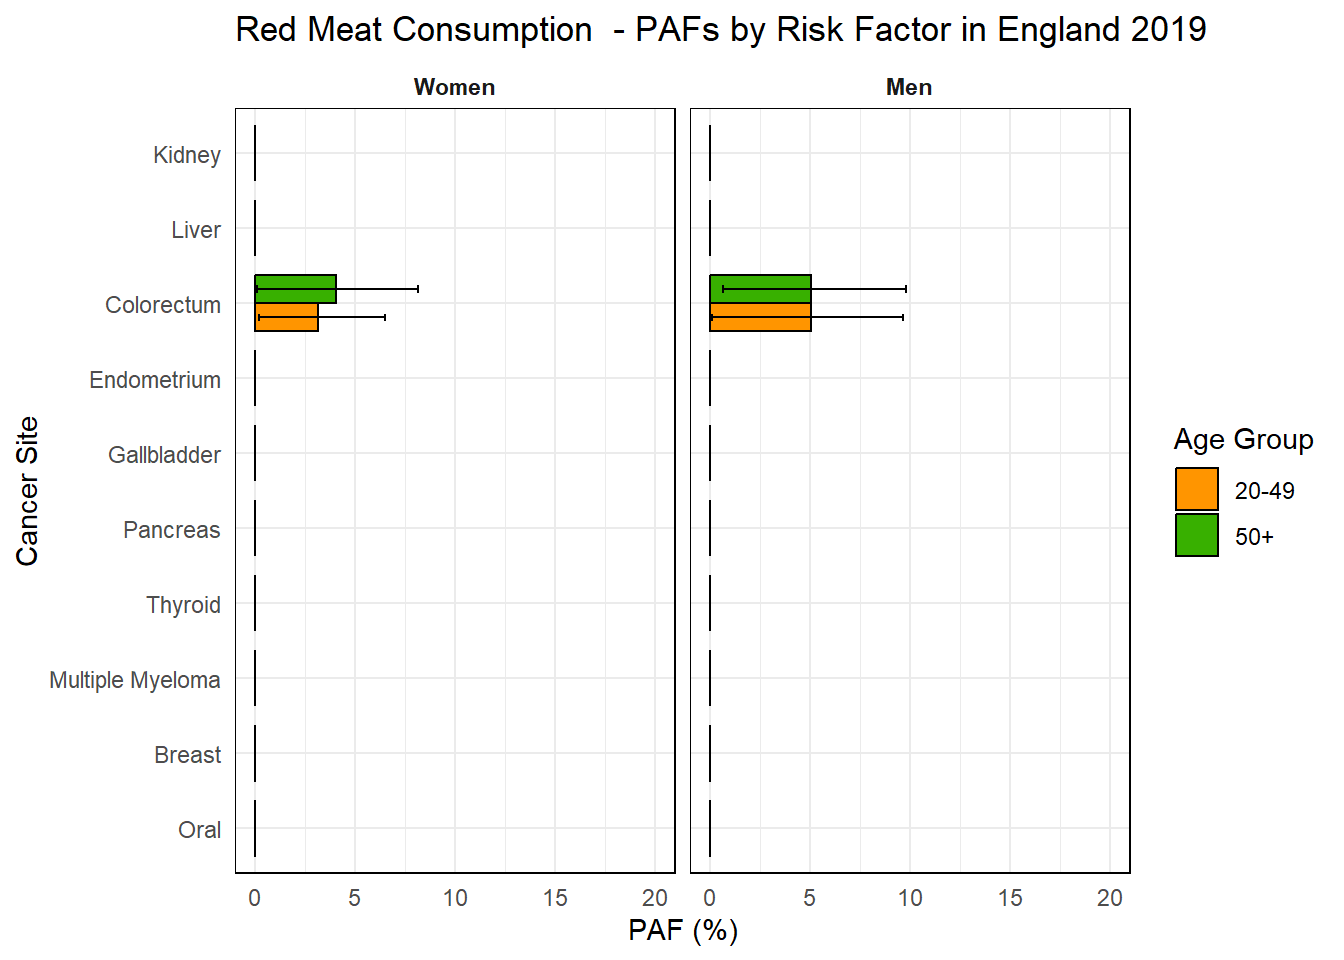 Red Meat Consumption  - PAFs by Risk Factor in England 2019
Women
Men
Kidney
Liver
Colorectum
Endometrium
Gallbladder
Pancreas
Thyroid
Multiple Myeloma
Breast
Oral
Cancer Site
0 5 10 15 20
0 5 10 15 20
PAF (%)
Age Group
20-49
50+